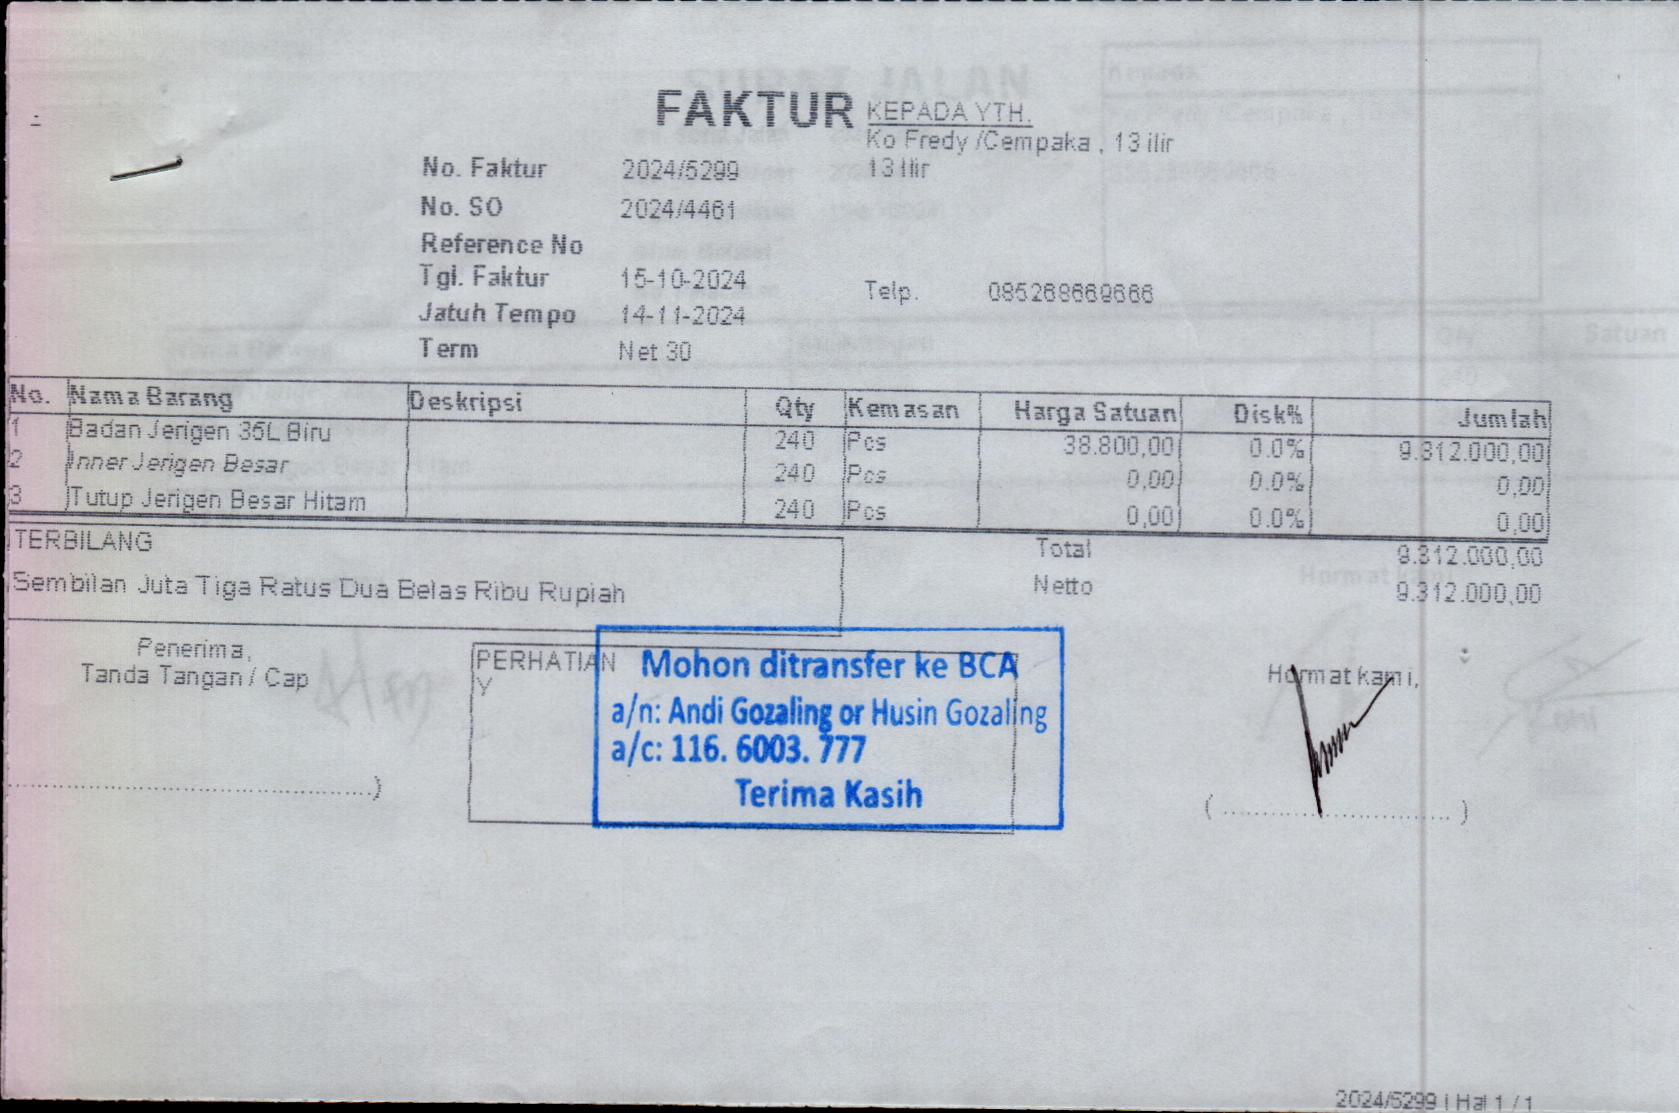 FAKTUR
KEPADA YTH.
Ko Fredy /Cempaka , 13 ilir
13 Ilir
No. Faktur 2024/5299
No. SO 2024/4461
Reference No
Tgl. Faktur 15-10-2024
Telp.
Jatuh Tempo 14-11-2024
Term Net 30
No. Nama Barang Deskripsi Qty Kemasan Harga Satuan Disk% Jumlah
1 Badan Jerigen 35L Biru 240 Pcs 38.800,00 0.0% 9.312.000,00
2 Inner Jerigen Besar 240 Pcs 0,00 0.0% 0,00
3 Tutup Jerigen Besar Hitam 240 Pcs 0,00 0.0% 0,00
TERBILANG
Total 9.312.000,00
Sembilan Juta Tiga Ratus Dua Belas Ribu Rupiah
Netto 9.312.000,00
Penerima,
Tanda Tangan / Cap
PERHATIAN
Y
Mohon ditransfer ke BCA
a/n: Andi Gozaling or Husin Gozaling
a/c: 116. 6003. 777
Terima Kasih
Hormat kami,
2024/5299 | Hal 1 / 1